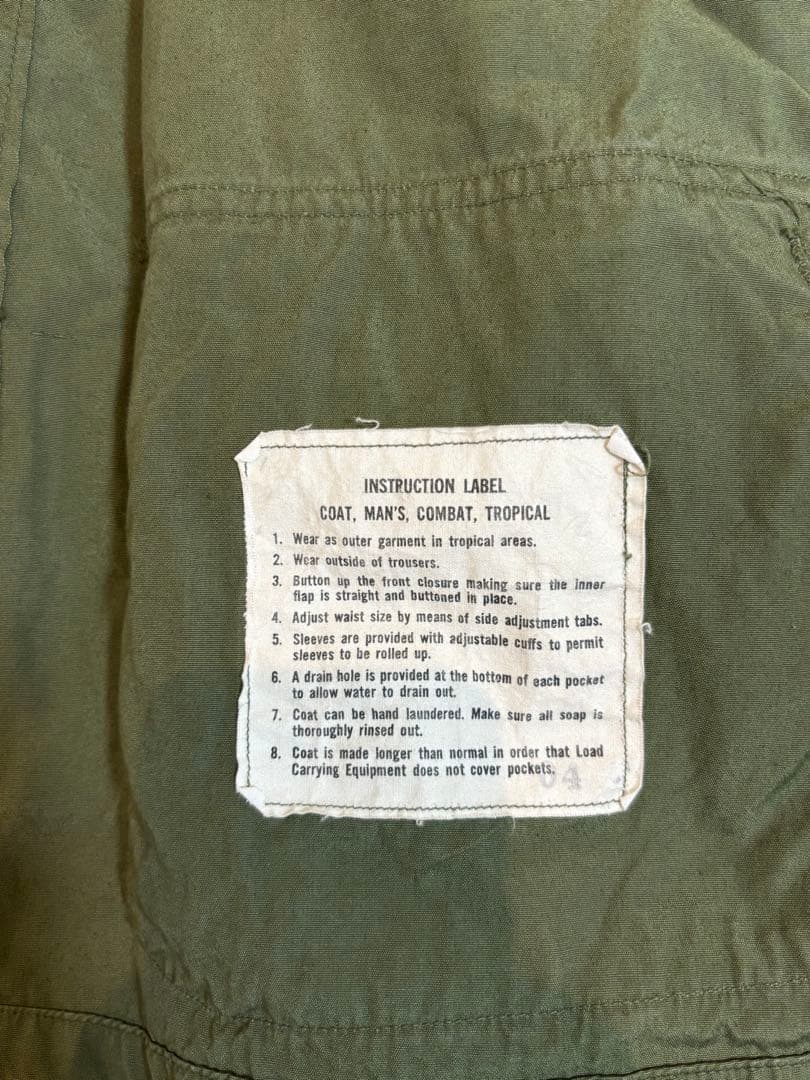 INSTRUCTION LABEL
COAT, MAN'S, COMBAT, TROPICAL
1. Wear as outer garment in tropical areas.
2. Wear outside of trousers.
3. Button up the front closure making sure the inner
flap is straight and buttoned in place.
4. Adjust waist size by means of side adjustment tabs.
5. Sleeves are provided with adjustable cuffs to permit
sleeves to be rolled up.
6. A drain hole is provided at the bottom of each pocket
to allow water to drain out.
7. Coat can be hand laundered. Make sure all soap is
thoroughly rinsed out.
8. Coat is made longer than normal in order that Load
Carrying Equipment does not cover pockets.